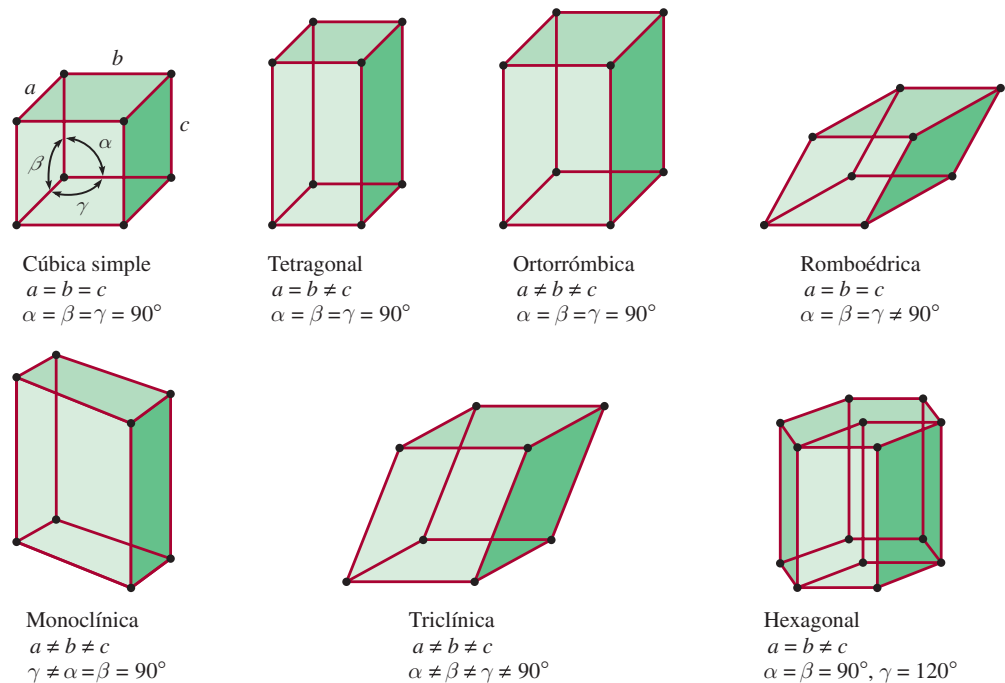 a
b
c
α
β
γ
Cúbica simple
a = b = c
α = β = γ = 90°
Tetragonal
a = b ≠ c
α = β = γ = 90°
Ortorrómbica
a ≠ b ≠ c
α = β = γ = 90°
Romboédrica
a = b = c
α = β = γ ≠ 90°
Monoclínica
a ≠ b ≠ c
γ ≠ α = β = 90°
Triclínica
a ≠ b ≠ c
α ≠ β ≠ γ ≠ 90°
Hexagonal
a = b ≠ c
α = β = 90°, γ = 120°